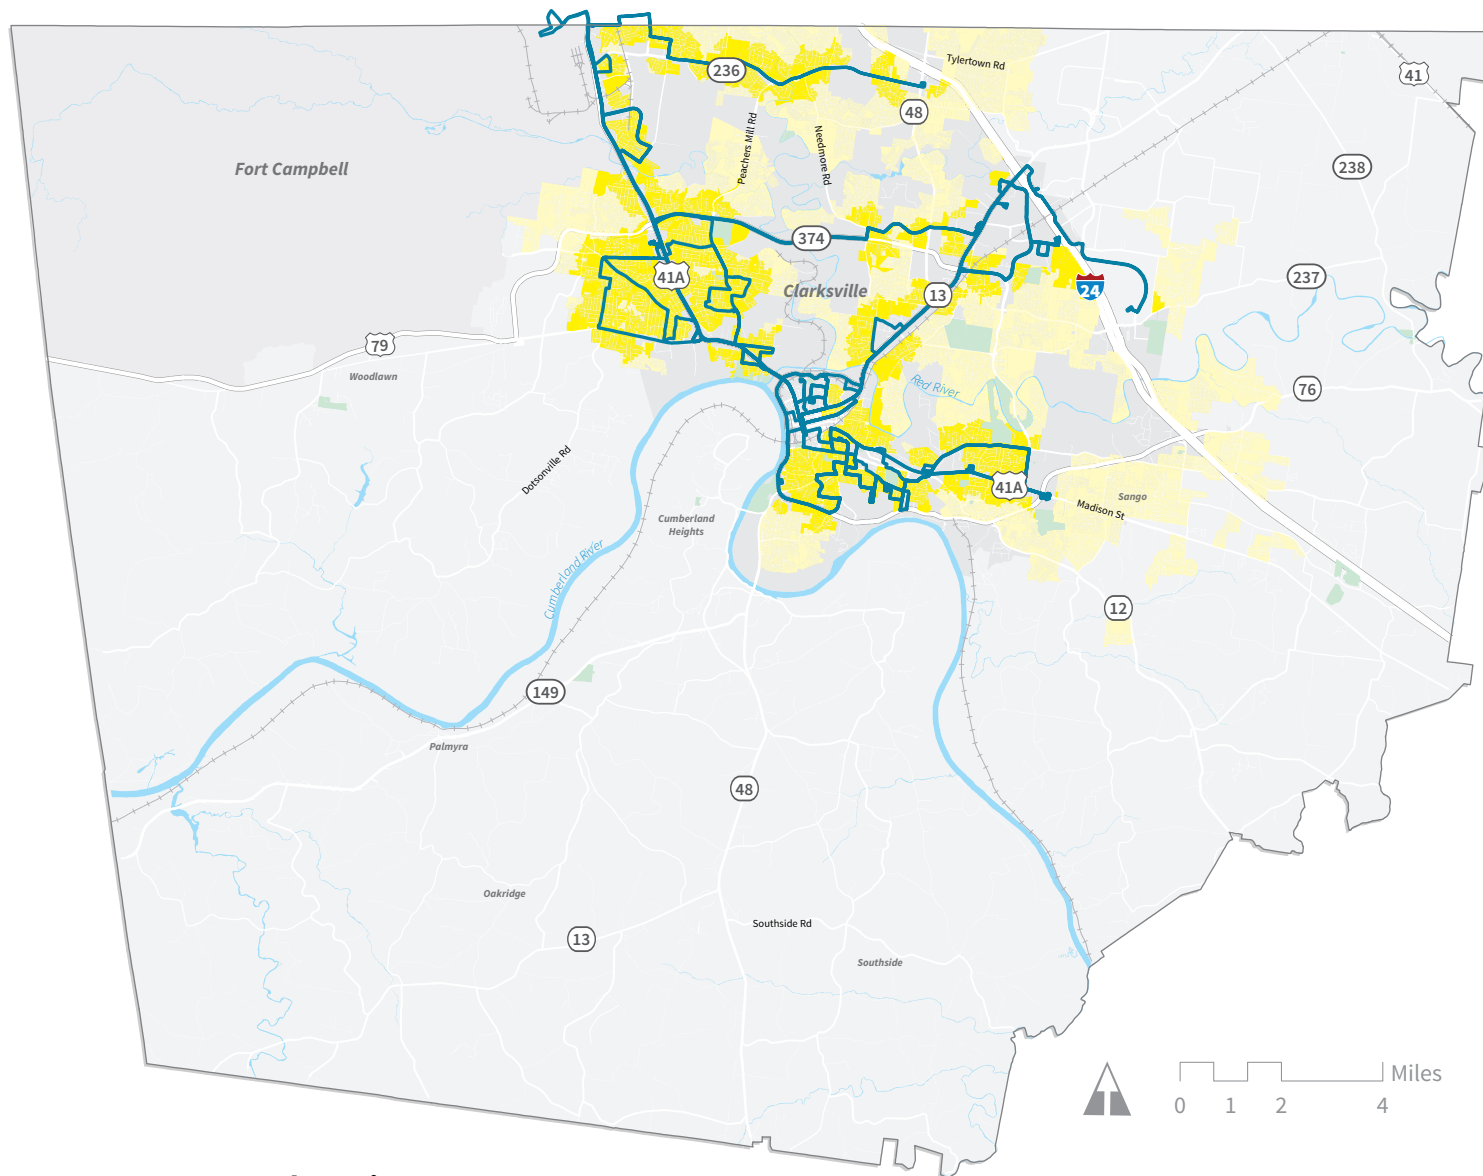 Tylertown Rd
41
236
48
Peachers Mill Rd
Needmore Rd
238
Fort Campbell
374
41A
Clarksville
13
24
237
79
Woodlawn
Red River
76
Dotsonville Rd
41A
Sango
Madison St
Cumberland
Heights
Cumberland River
12
149
Palmyra
48
Oakridge
13
Southside Rd
Southside
Miles
0 1 2 4